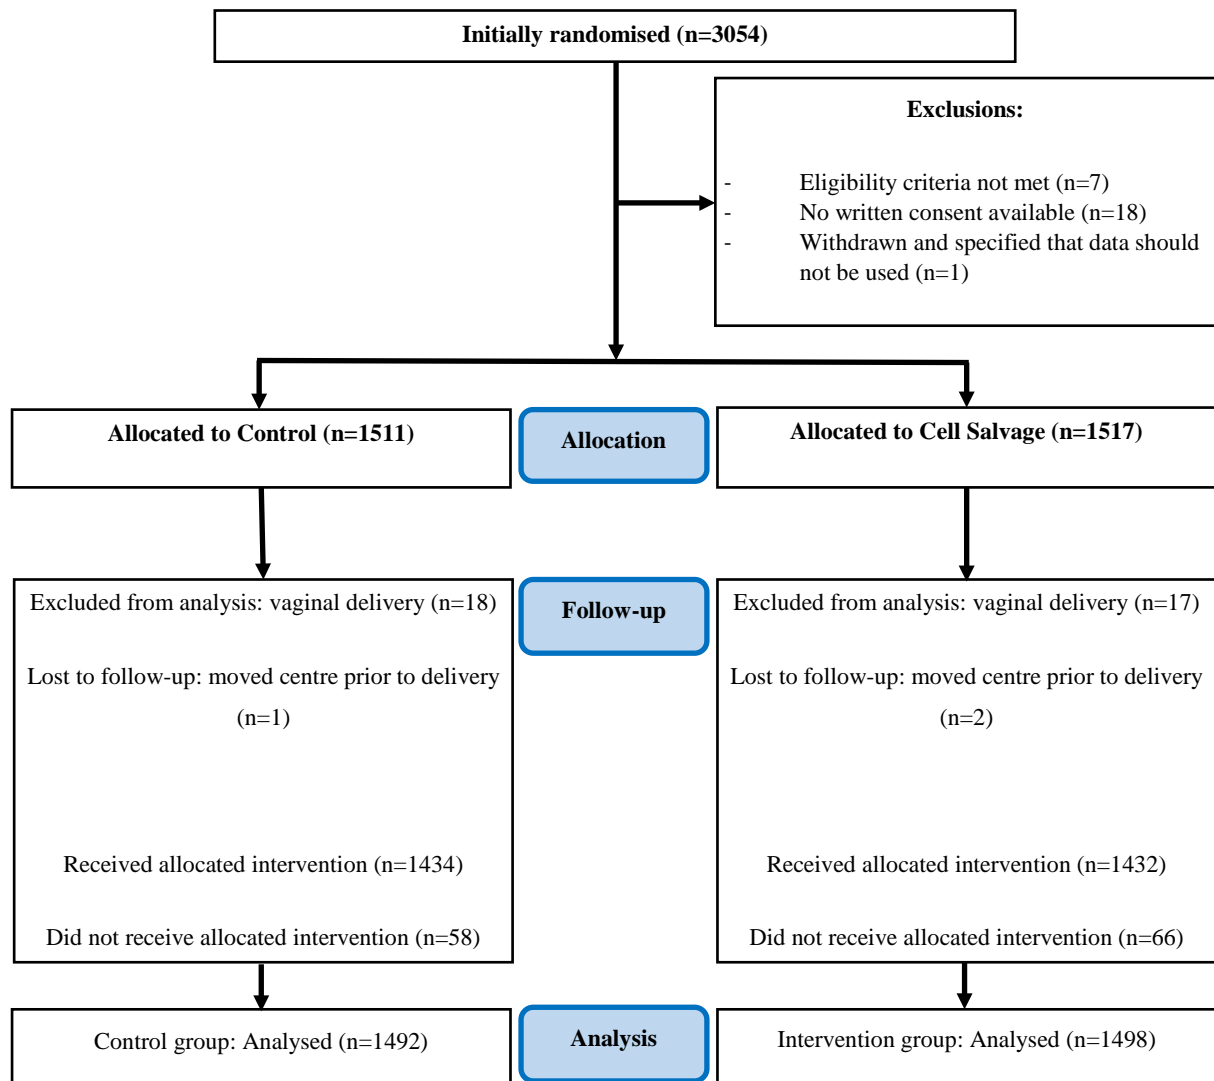 Initially randomised (n=3054)
Exclusions:
- Eligibility criteria not met (n=7)
- No written consent available (n=18)
- Withdrawn and specified that data should
not be used (n=1)
Allocated to Control (n=1511)
Allocation
Allocated to Cell Salvage (n=1517)
Excluded from analysis: vaginal delivery (n=18)
Lost to follow-up: moved centre prior to delivery
(n=1)
Received allocated intervention (n=1434)
Did not receive allocated intervention (n=58)
Follow-up
Excluded from analysis: vaginal delivery (n=17)
Lost to follow-up: moved centre prior to delivery
(n=2)
Received allocated intervention (n=1432)
Did not receive allocated intervention (n=66)
Control group: Analysed (n=1492)
Analysis
Intervention group: Analysed (n=1498)